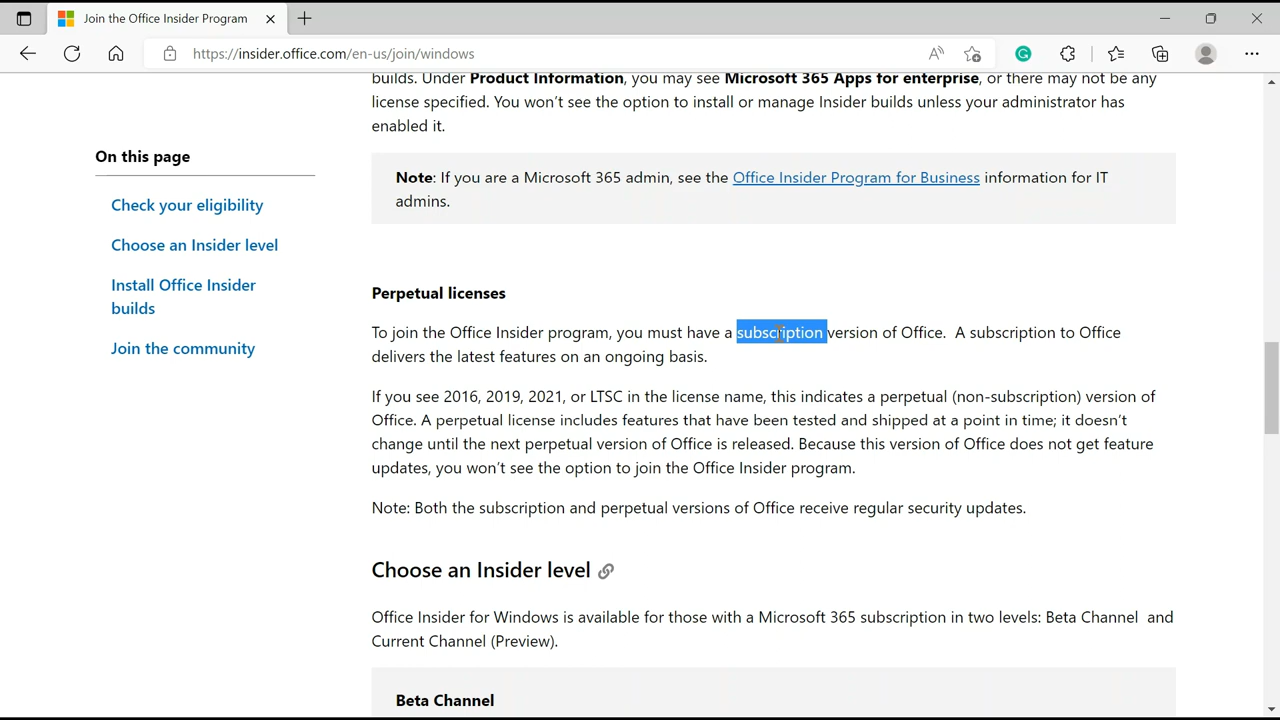 Join the Office Insider Program
https://insider.office.com/en-us/join/windows
builds. Under Product Information, you may see Microsoft 365 Apps for enterprise, or there may not be any
license specified. You won't see the option to install or manage Insider builds unless your administrator has
enabled it.
On this page
Check your eligibility
Choose an Insider level
Install Office Insider
builds
Join the community
Note: If you are a Microsoft 365 admin, see the Office Insider Program for Business information for IT
admins.
Perpetual licenses
To join the Office Insider program, you must have a subscription version of Office.  A subscription to Office
delivers the latest features on an ongoing basis.
If you see 2016, 2019, 2021, or LTSC in the license name, this indicates a perpetual (non-subscription) version of
Office. A perpetual license includes features that have been tested and shipped at a point in time; it doesn't
change until the next perpetual version of Office is released. Because this version of Office does not get feature
updates, you won't see the option to join the Office Insider program.
Note: Both the subscription and perpetual versions of Office receive regular security updates.
Choose an Insider level
Office Insider for Windows is available for those with a Microsoft 365 subscription in two levels: Beta Channel  and
Current Channel (Preview).
Beta Channel